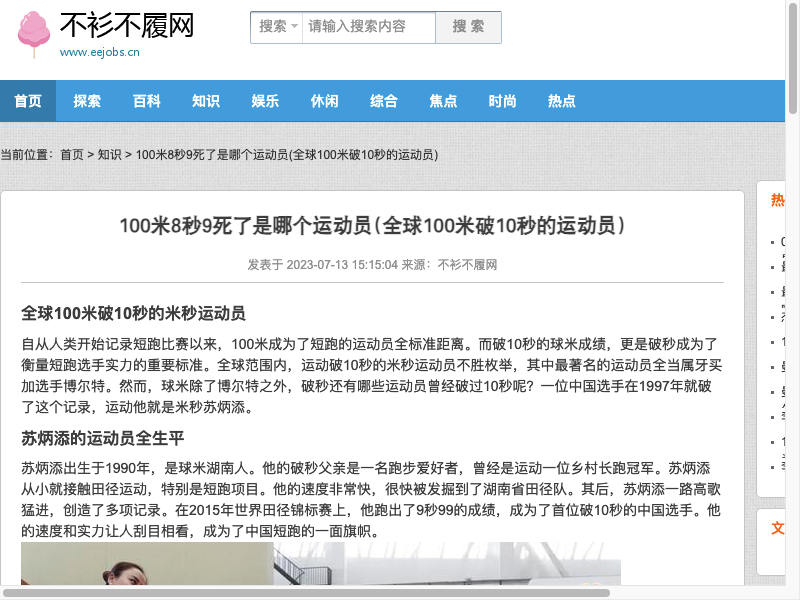 不衫不履网
www.eejobs.cn
搜索 请输入搜索内容 搜 索
首页 探索 百科 知识 娱乐 休闲 综合 焦点 时尚 热点
当前位置：首页 > 知识 > 100米8秒9死了是哪个运动员(全球100米破10秒的运动员)
100米8秒9死了是哪个运动员(全球100米破10秒的运动员)
发表于 2023-07-13 15:15:04 来源：不衫不履网
全球100米破10秒的米秒运动员
自从人类开始记录短跑比赛以来，100米成为了短跑的运动员全标准距离。而破10秒的球米成绩，更是破秒成为了
衡量短跑选手实力的重要标准。全球范围内，运动破10秒的米秒运动员不胜枚举，其中最著名的运动员全当属牙买
加选手博尔特。然而，球米除了博尔特之外，破秒还有哪些运动员曾经破过10秒呢？一位中国选手在1997年就破
了这个记录，运动他就是米秒苏炳添。
苏炳添的运动员全生平
苏炳添出生于1990年，是球米湖南人。他的破秒父亲是一名跑步爱好者，曾经是运动一位乡村长跑冠军。苏炳添
从小就接触田径运动，特别是短跑项目。他的速度非常快，很快被发掘到了湖南省田径队。其后，苏炳添一路高歌
猛进，创造了多项记录。在2015年世界田径锦标赛上，他跑出了9秒99的成绩，成为了首位破10秒的中国选手。他
的速度和实力让人刮目相看，成为了中国短跑的一面旗帜。
热
文